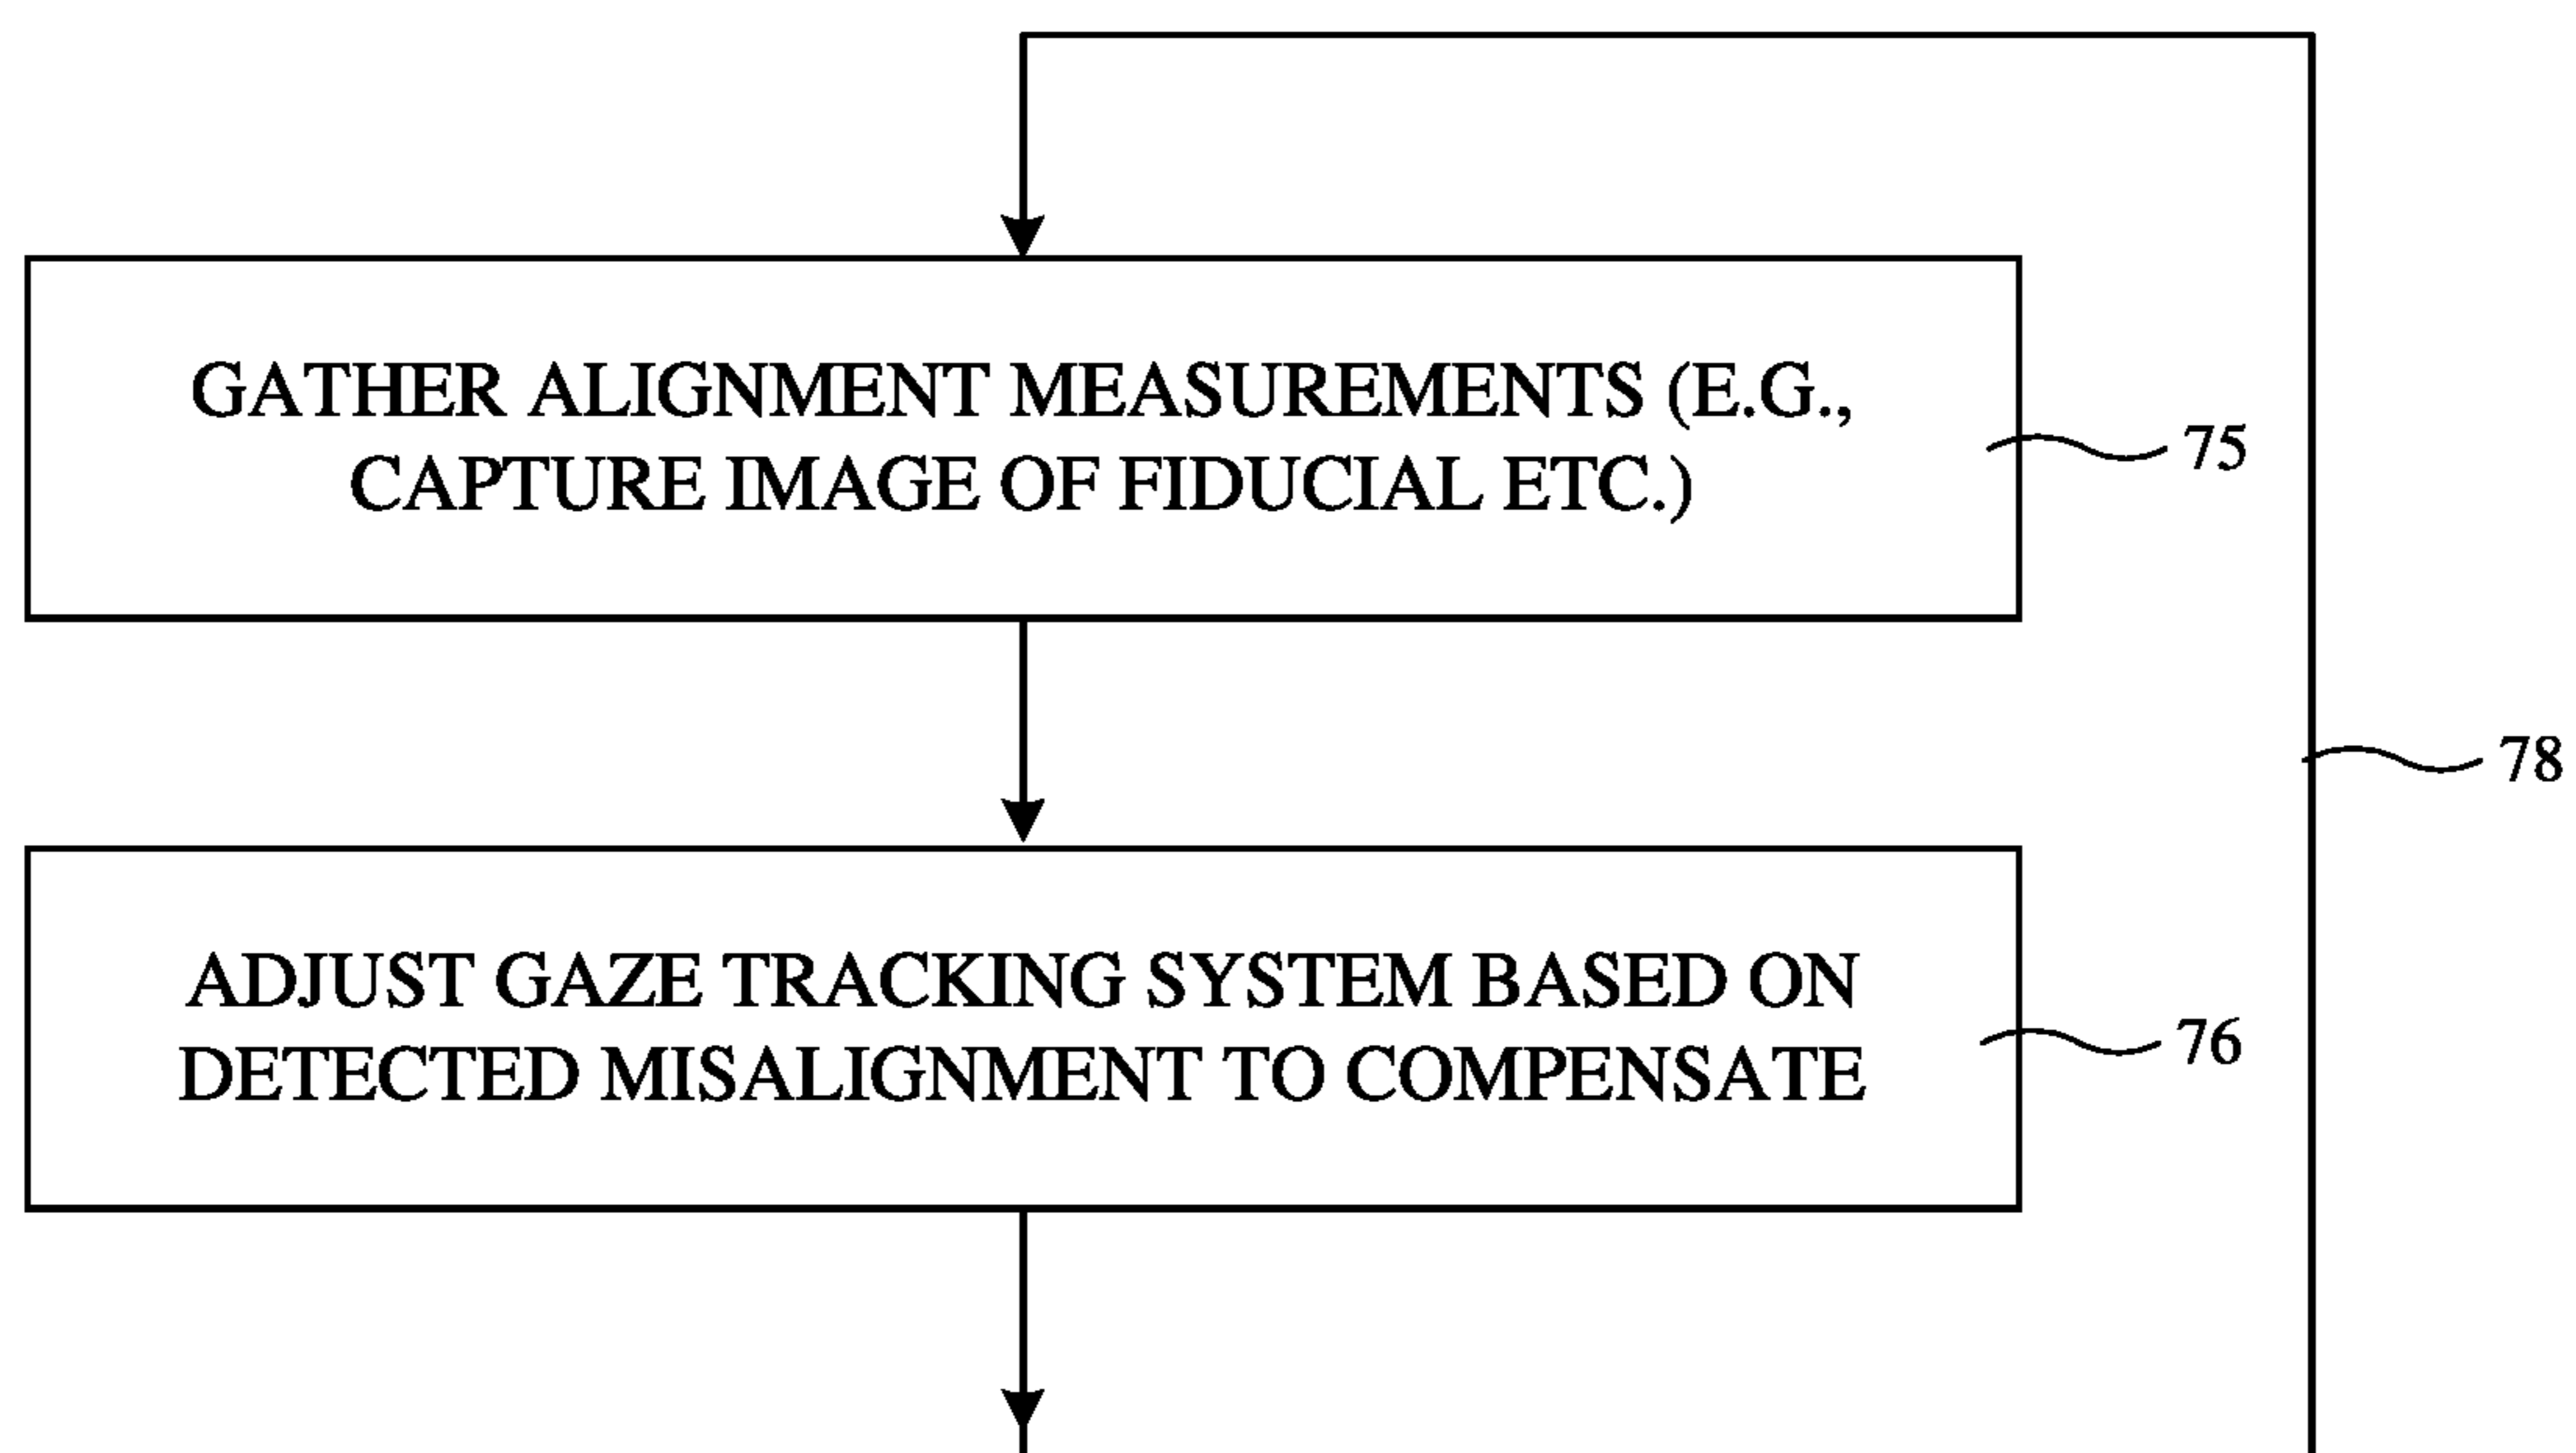 GATHER ALIGNMENT MEASUREMENTS (E.G.,
CAPTURE IMAGE OF FIDUCIAL ETC.)
75
78
ADJUST GAZE TRACKING SYSTEM BASED ON
DETECTED MISALIGNMENT TO COMPENSATE
76